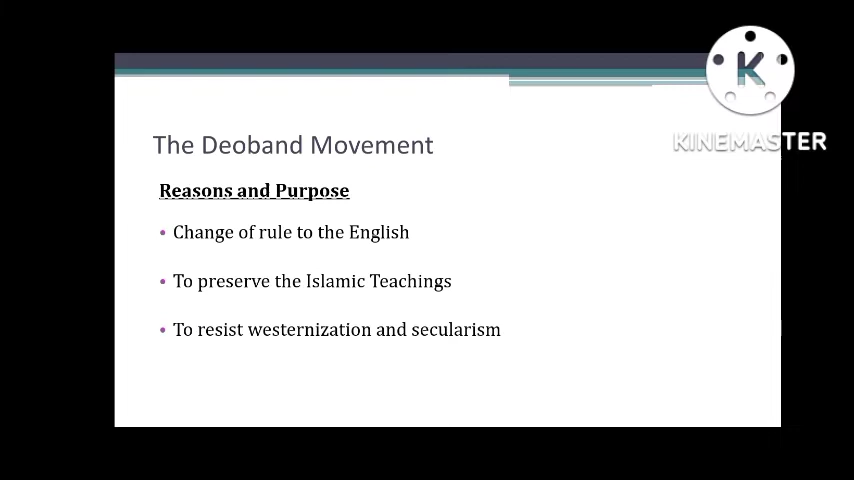 KINEMASTER
The Deoband Movement
Reasons and Purpose
• Change of rule to the English
• To preserve the Islamic Teachings
• To resist westernization and secularism